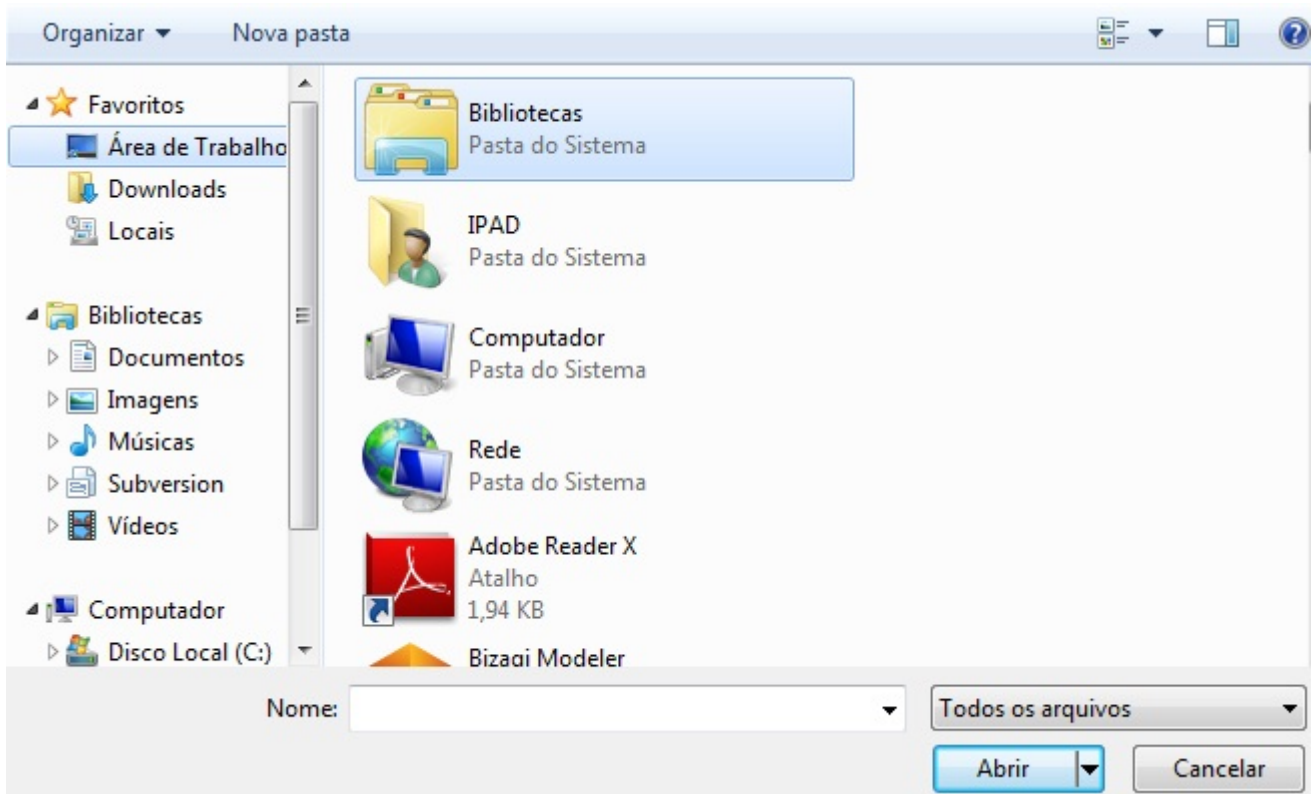 Organizar Nova pasta
Favoritos
Área de Trabalho
Downloads
Locais
Bibliotecas
Documentos
Imagens
Músicas
Subversion
Vídeos
Computador
Disco Local (C:)
Bibliotecas
Pasta do Sistema
IPAD
Pasta do Sistema
Computador
Pasta do Sistema
Rede
Pasta do Sistema
Adobe Reader X
Atalho
1,94 KB
Bizagi Modeler
Nome: Todos os arquivos
Abrir Cancelar